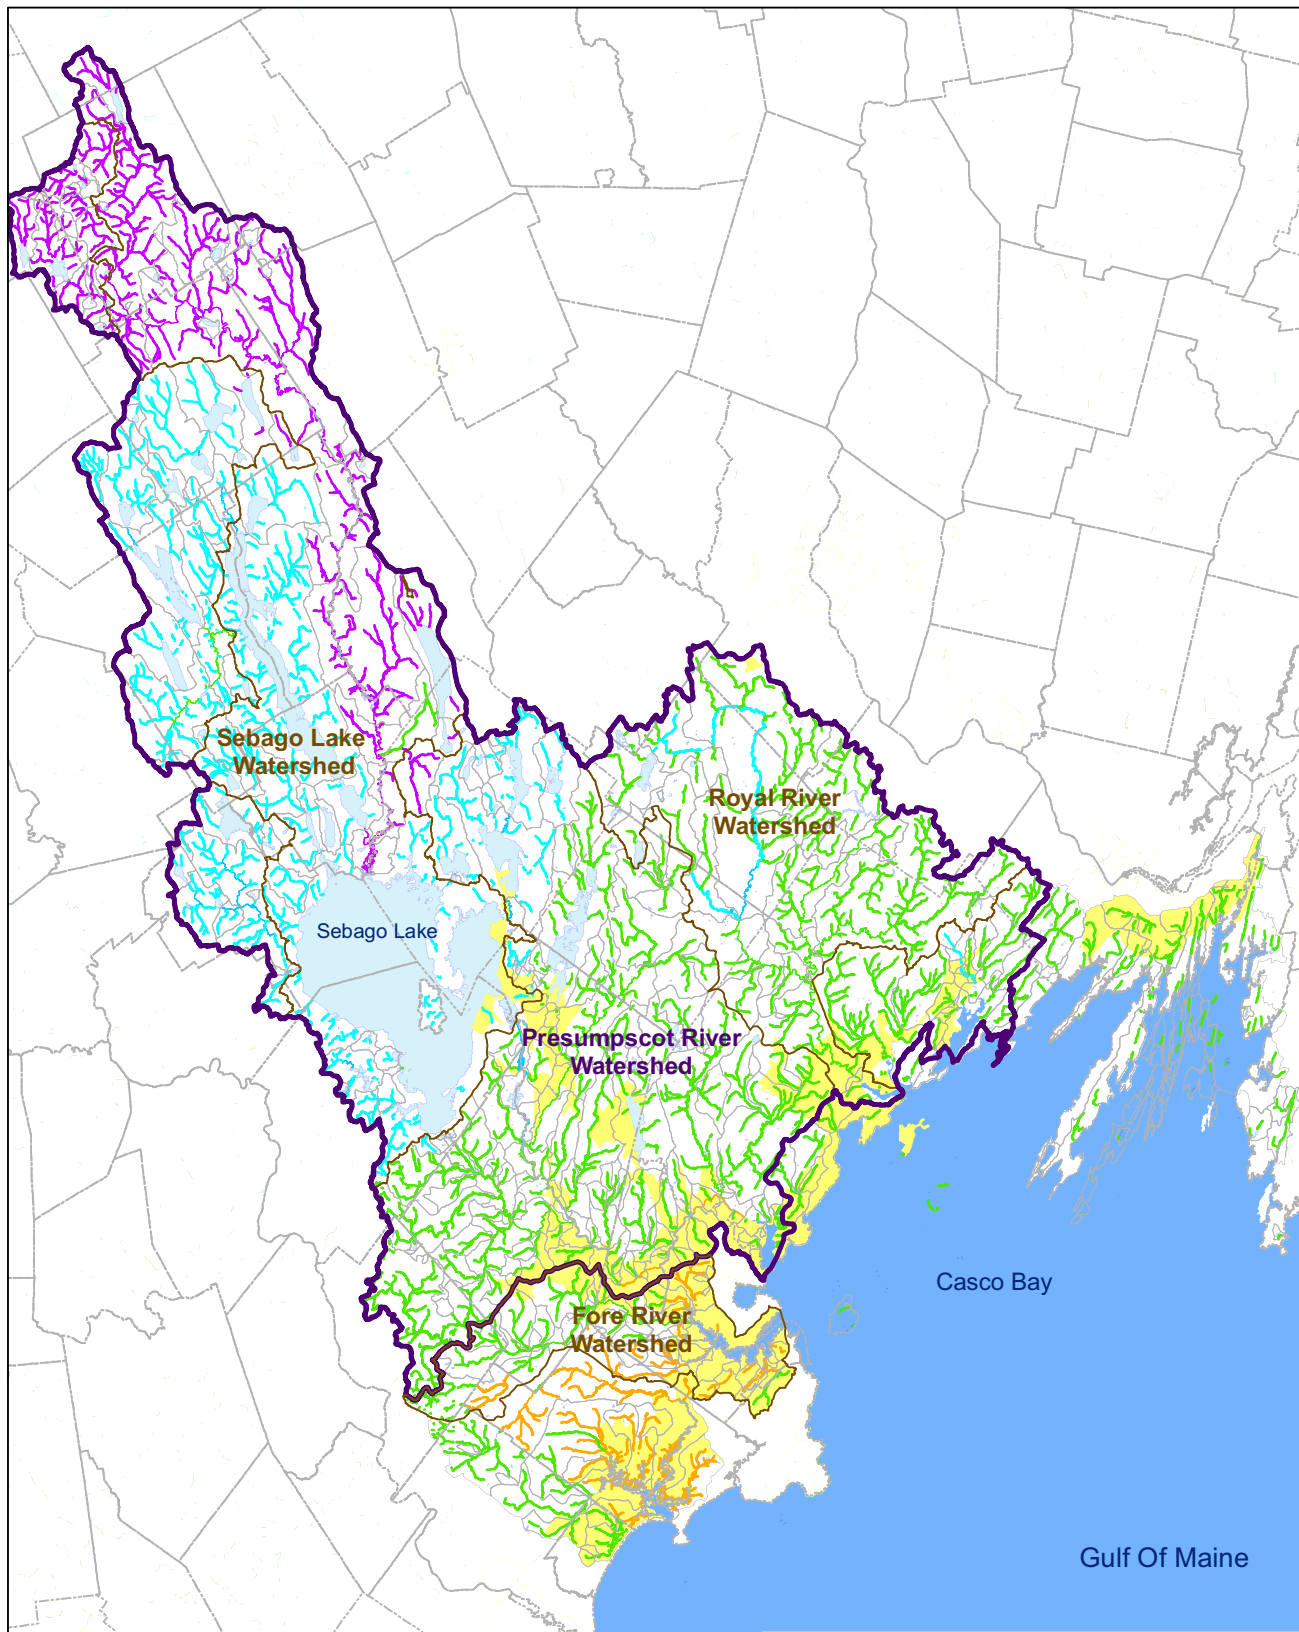 Sebago Lake
Watershed
Royal River
Watershed
Sebago Lake
Presumpscot River
Watershed
Casco Bay
Fore River
Watershed
Gulf Of Maine